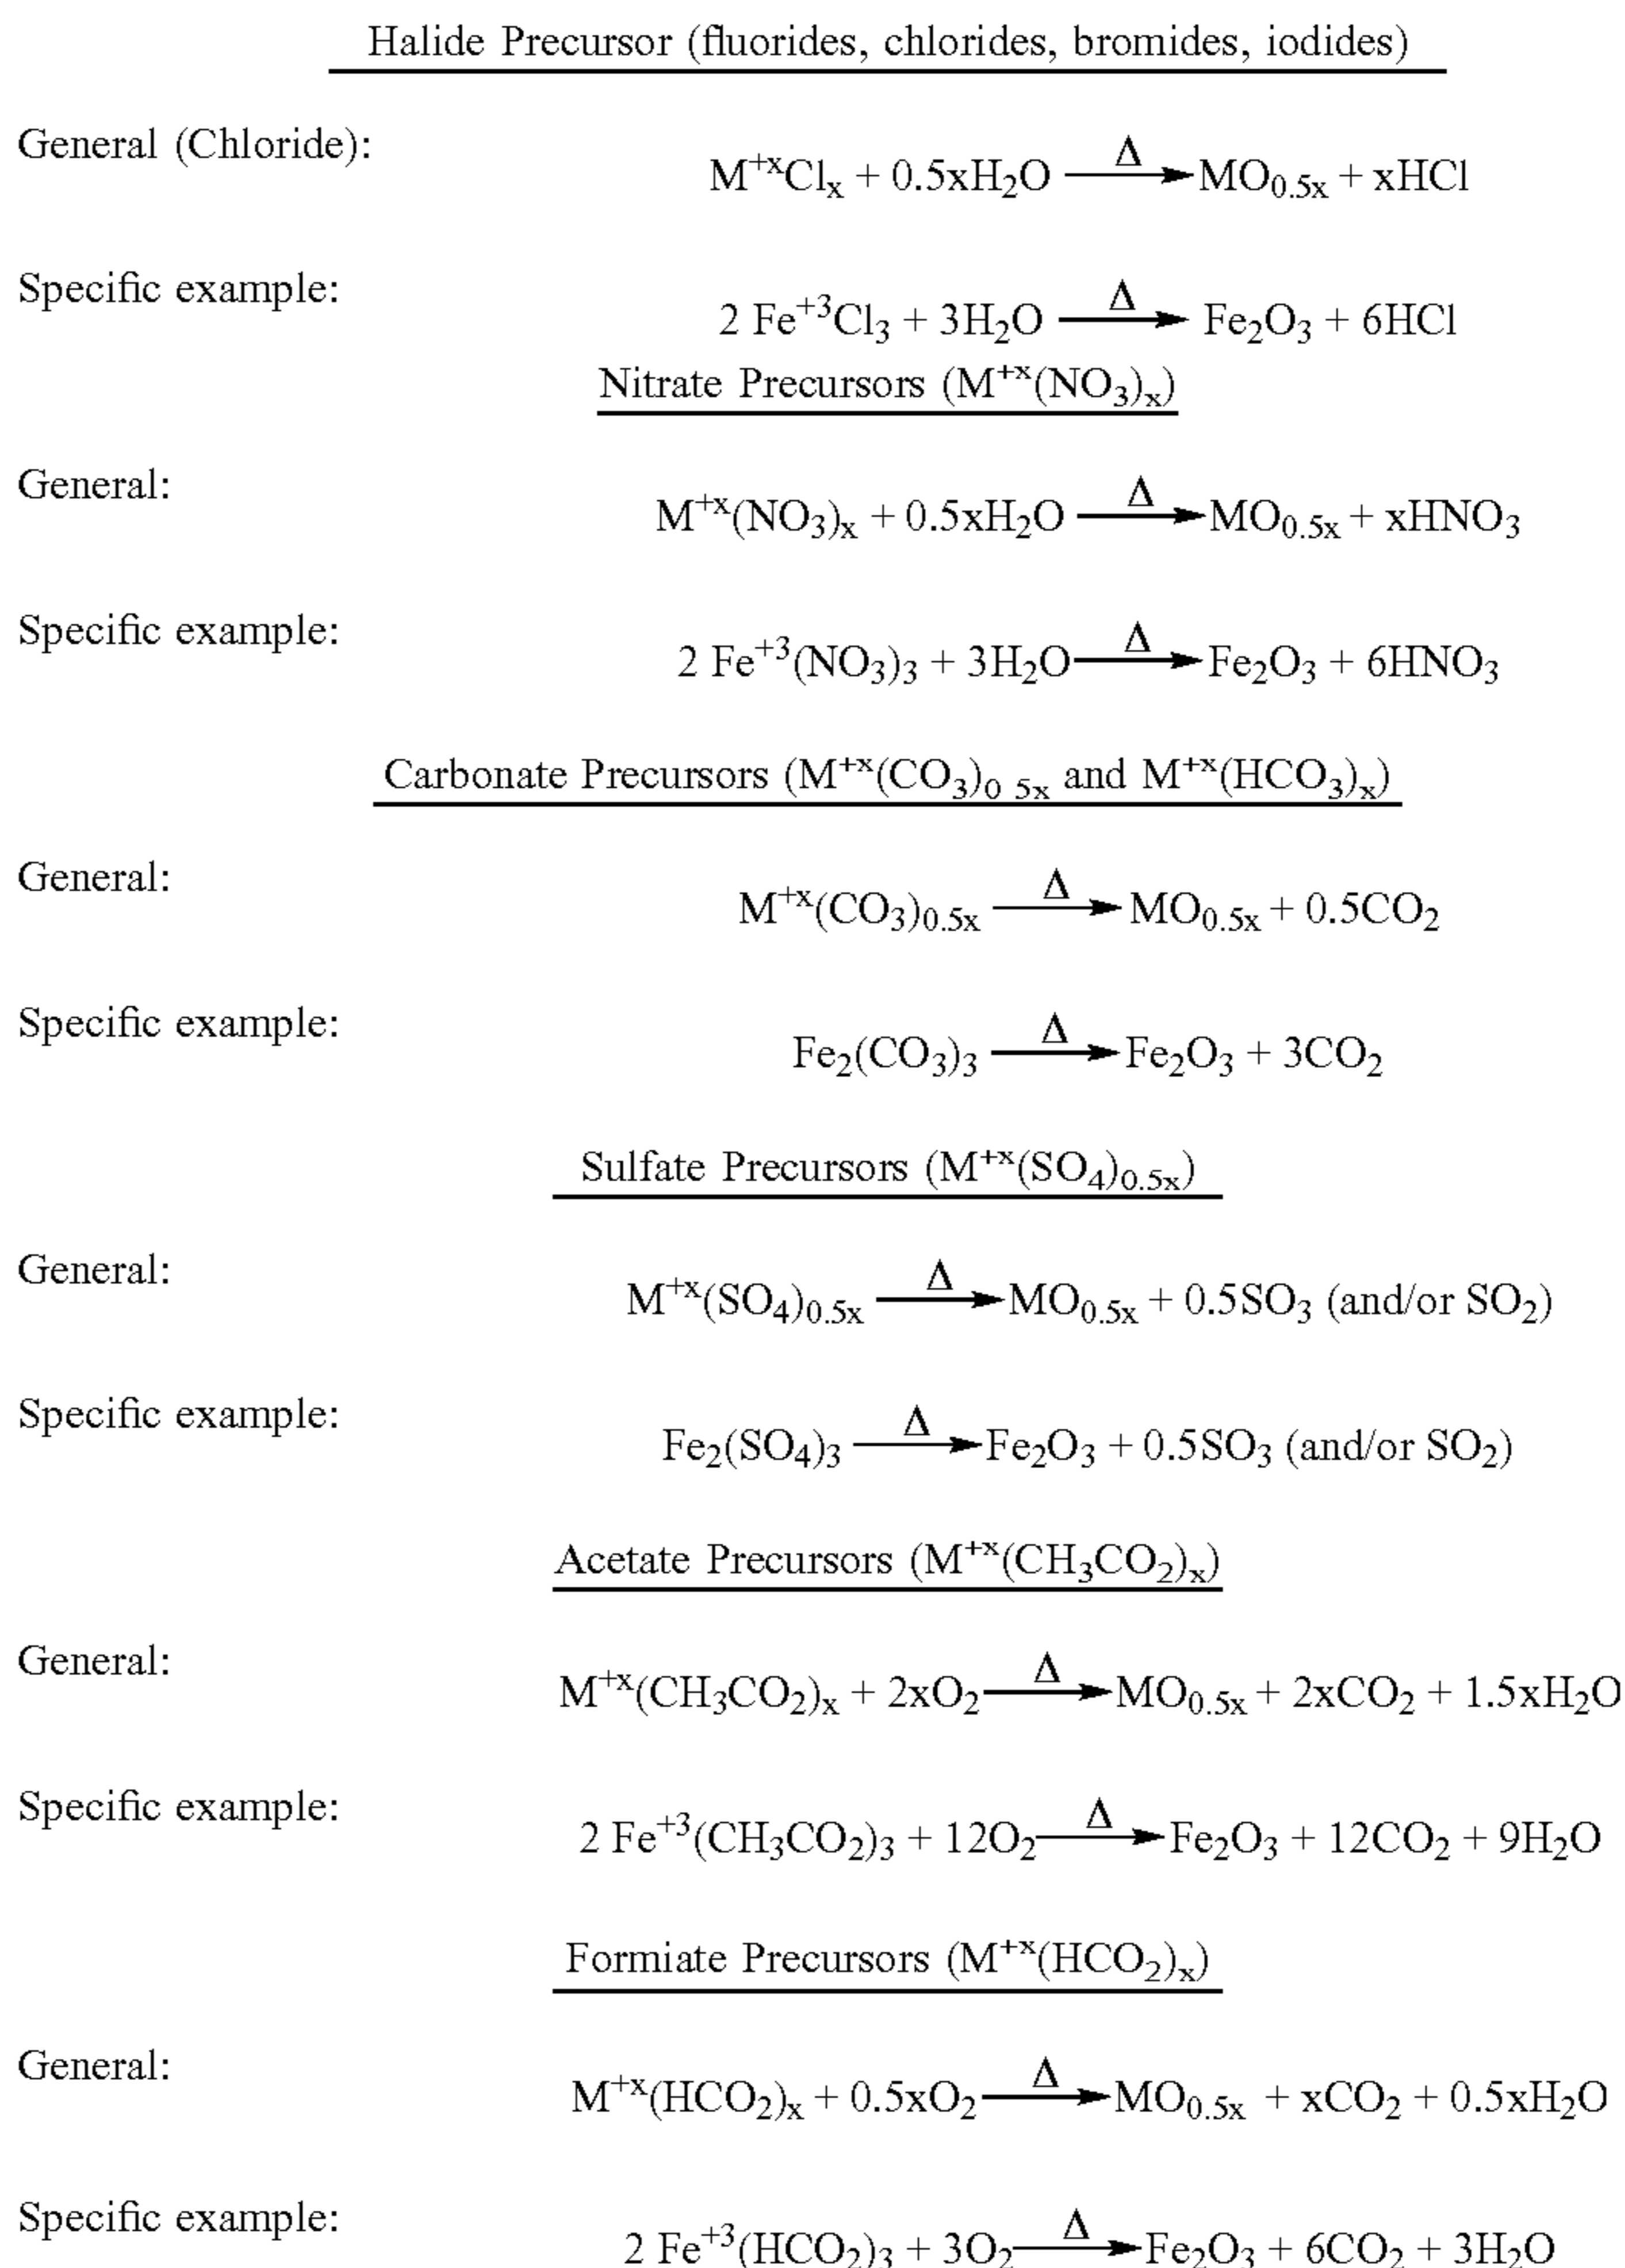 Halide Precursor (fluorides, chlorides, bromides, iodides)
General (Chloride):
M⁺ˣClₓ + 0.5xH₂O —Δ→ MO₀.₅ₓ + xHCl
Specific example:
2 Fe⁺³Cl₃ + 3H₂O —Δ→ Fe₂O₃ + 6HCl
Nitrate Precursors (M⁺ˣ(NO₃)ₓ)
General:
M⁺ˣ(NO₃)ₓ + 0.5xH₂O —Δ→ MO₀.₅ₓ + xHNO₃
Specific example:
2 Fe⁺³(NO₃)₃ + 3H₂O —Δ→ Fe₂O₃ + 6HNO₃
Carbonate Precursors (M⁺ˣ(CO₃)₀ ₅ₓ and M⁺ˣ(HCO₃)ₓ)
General:
M⁺ˣ(CO₃)₀.₅ₓ —Δ→ MO₀.₅ₓ + 0.5CO₂
Specific example:
Fe₂(CO₃)₃ —Δ→ Fe₂O₃ + 3CO₂
Sulfate Precursors (M⁺ˣ(SO₄)₀.₅ₓ)
General:
M⁺ˣ(SO₄)₀.₅ₓ —Δ→ MO₀.₅ₓ + 0.5SO₃ (and/or SO₂)
Specific example:
Fe₂(SO₄)₃ —Δ→ Fe₂O₃ + 0.5SO₃ (and/or SO₂)
Acetate Precursors (M⁺ˣ(CH₃CO₂)ₓ)
General:
M⁺ˣ(CH₃CO₂)ₓ + 2xO₂ —Δ→ MO₀.₅ₓ + 2xCO₂ + 1.5xH₂O
Specific example:
2 Fe⁺³(CH₃CO₂)₃ + 12O₂ —Δ→ Fe₂O₃ + 12CO₂ + 9H₂O
Formiate Precursors (M⁺ˣ(HCO₂)ₓ)
General:
M⁺ˣ(HCO₂)ₓ + 0.5xO₂ —Δ→ MO₀.₅ₓ + xCO₂ + 0.5xH₂O
Specific example:
2 Fe⁺³(HCO₂)₃ + 3O₂ —Δ→ Fe₂O₃ + 6CO₂ + 3H₂O